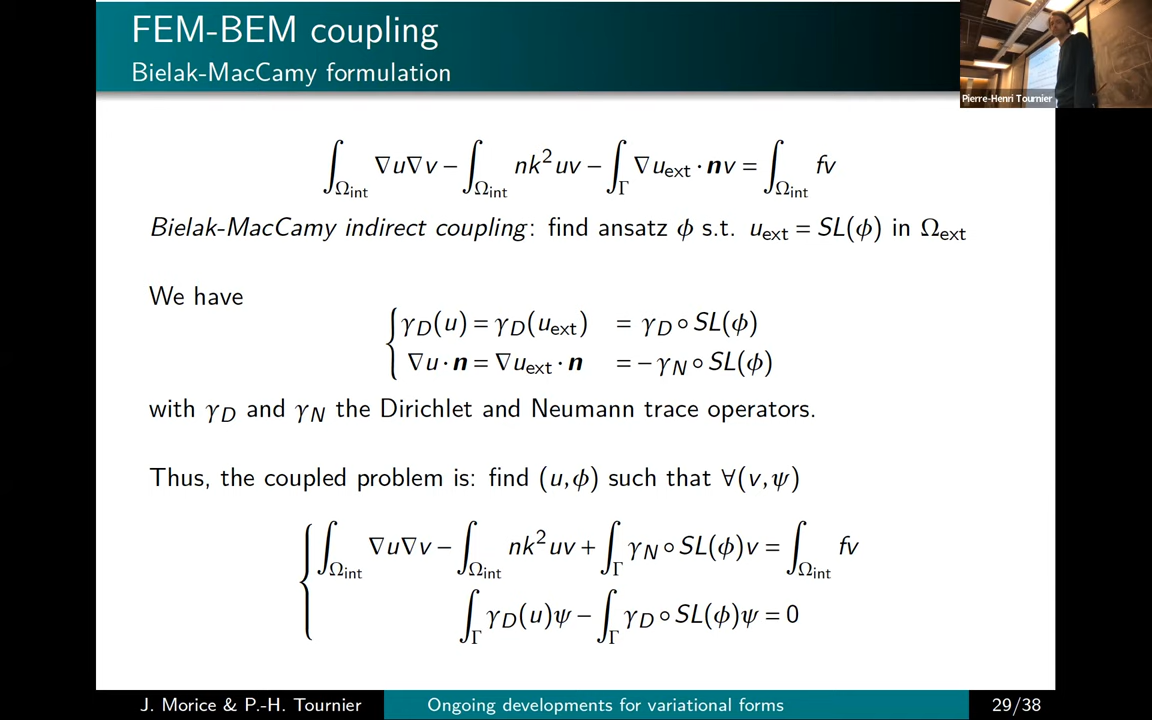 FEM-BEM coupling
Bielak-MacCamy formulation
Pierre-Henri Tournier
∫_{Ω_int} ∇u∇v − ∫_{Ω_int} nk²uv − ∫_Γ ∇u_ext · 𝒏v = ∫_{Ω_int} fv
Bielak-MacCamy indirect coupling: find ansatz ϕ s.t. u_ext = SL(ϕ) in Ω_ext
We have
γ_D(u) = γ_D(u_ext) = γ_D ∘ SL(ϕ)
∇u · 𝒏 = ∇u_ext · 𝒏 = −γ_N ∘ SL(ϕ)
with γ_D and γ_N the Dirichlet and Neumann trace operators.
Thus, the coupled problem is: find (u,ϕ) such that ∀(v,ψ)
∫_{Ω_int} ∇u∇v − ∫_{Ω_int} nk²uv + ∫_Γ γ_N ∘ SL(ϕ)v = ∫_{Ω_int} fv
∫_Γ γ_D(u)ψ − ∫_Γ γ_D ∘ SL(ϕ)ψ = 0
J. Morice & P.-H. Tournier Ongoing developments for variational forms 29/38